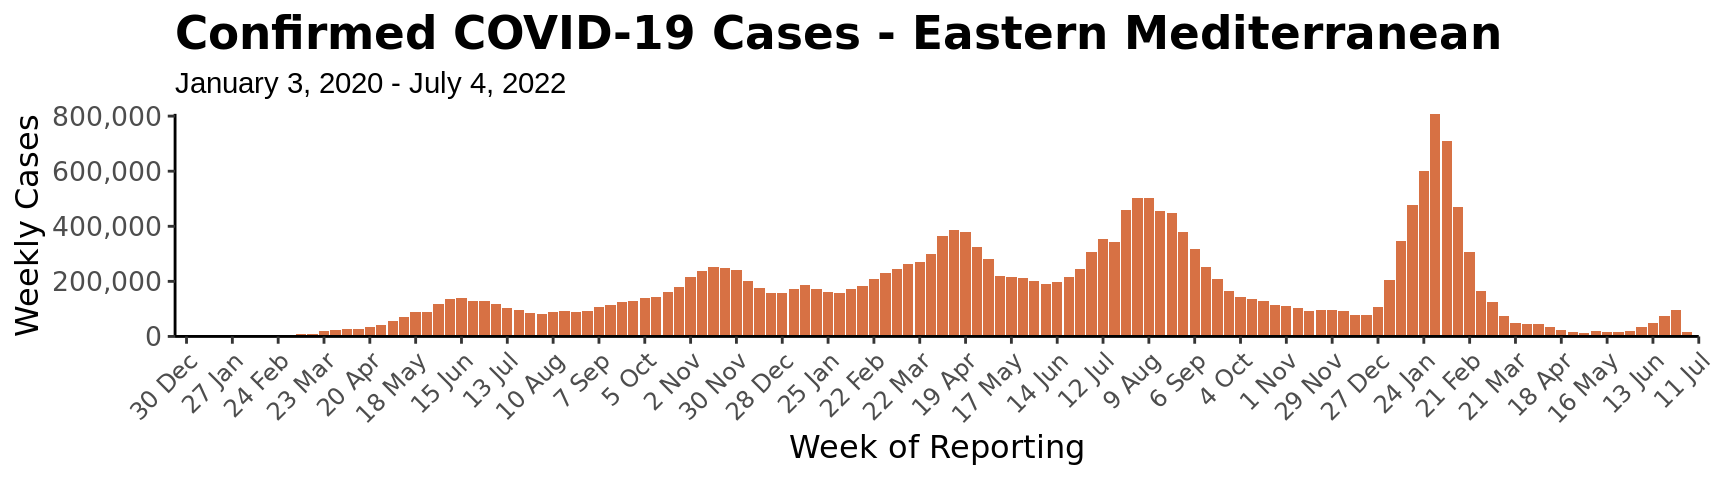 Confirmed COVID-19 Cases - Eastern Mediterranean
January 3, 2020 - July 4, 2022
Weekly Cases
800,000
600,000
400,000
200,000
0
30 Dec
27 Jan
24 Feb
23 Mar
20 Apr
18 May
15 Jun
13 Jul
10 Aug
7 Sep
5 Oct
2 Nov
30 Nov
28 Dec
25 Jan
22 Feb
22 Mar
19 Apr
17 May
14 Jun
12 Jul
9 Aug
6 Sep
4 Oct
1 Nov
29 Nov
27 Dec
24 Jan
21 Feb
21 Mar
18 Apr
16 May
13 Jun
11 Jul
Week of Reporting